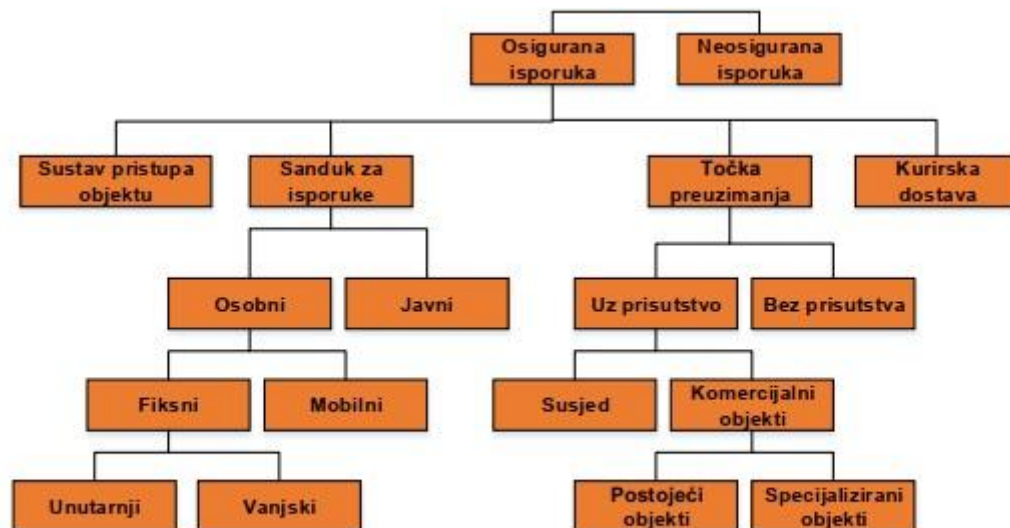 Osigurana
isporuka
Neosigurana
isporuka
Sustav pristupa
objektu
Sanduk za
isporuke
Točka
preuzimanja
Kurirska
dostava
Osobni
Javni
Uz prisutstvo
Bez prisutstva
Fiksni
Mobilni
Susjed
Komercijalni
objekti
Unutarnji
Vanjski
Postojeći
objekti
Specijalizirani
objekti